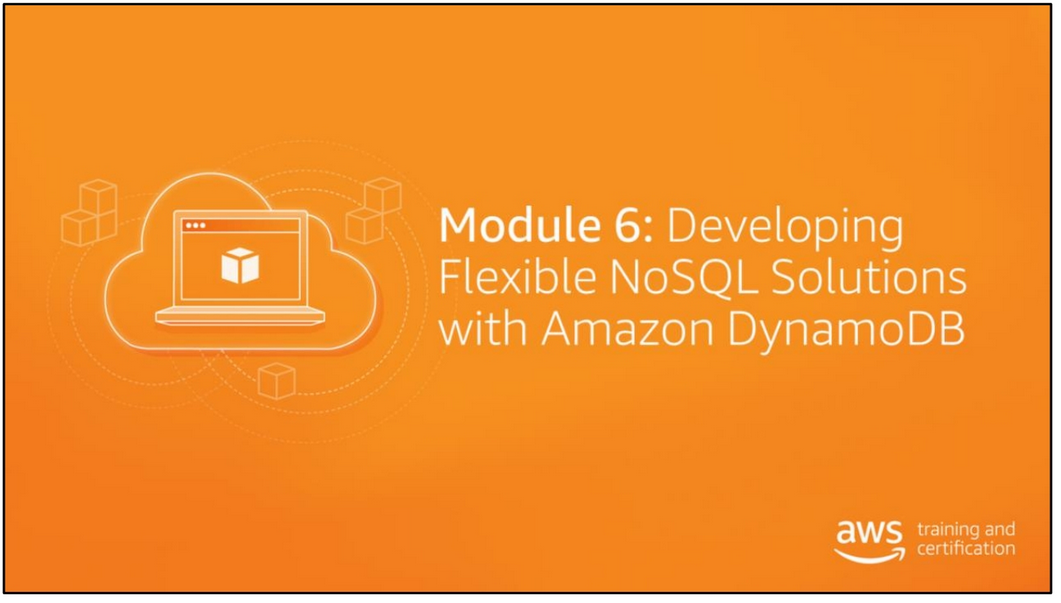 Module 6: Developing
Flexible NoSQL Solutions
with Amazon DynamoDB
aws training and
certification